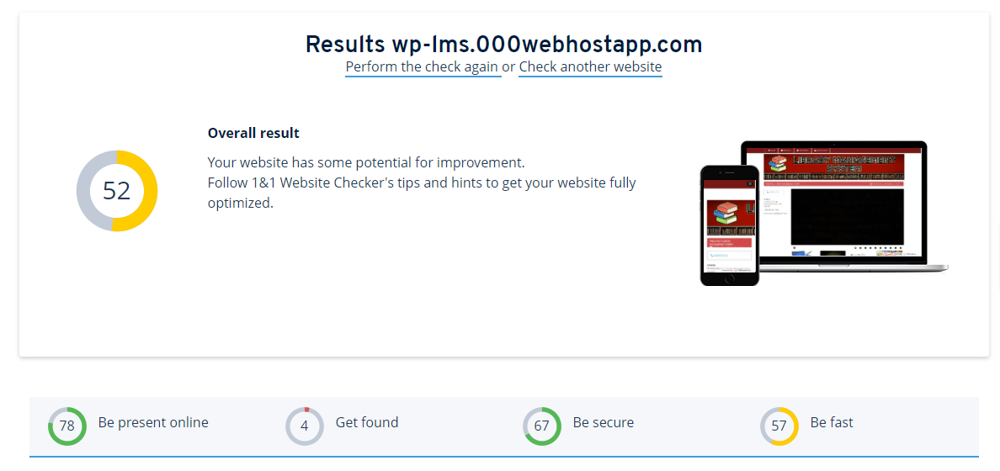 Results wp-lms.000webhostapp.com
Perform the check again or Check another website
Overall result
Your website has some potential for improvement.
Follow 1&1 Website Checker's tips and hints to get your website fully
optimized.
52
LIBRARY MANAGEMENT
SYSTEM
78 Be present online
4 Get found
67 Be secure
57 Be fast